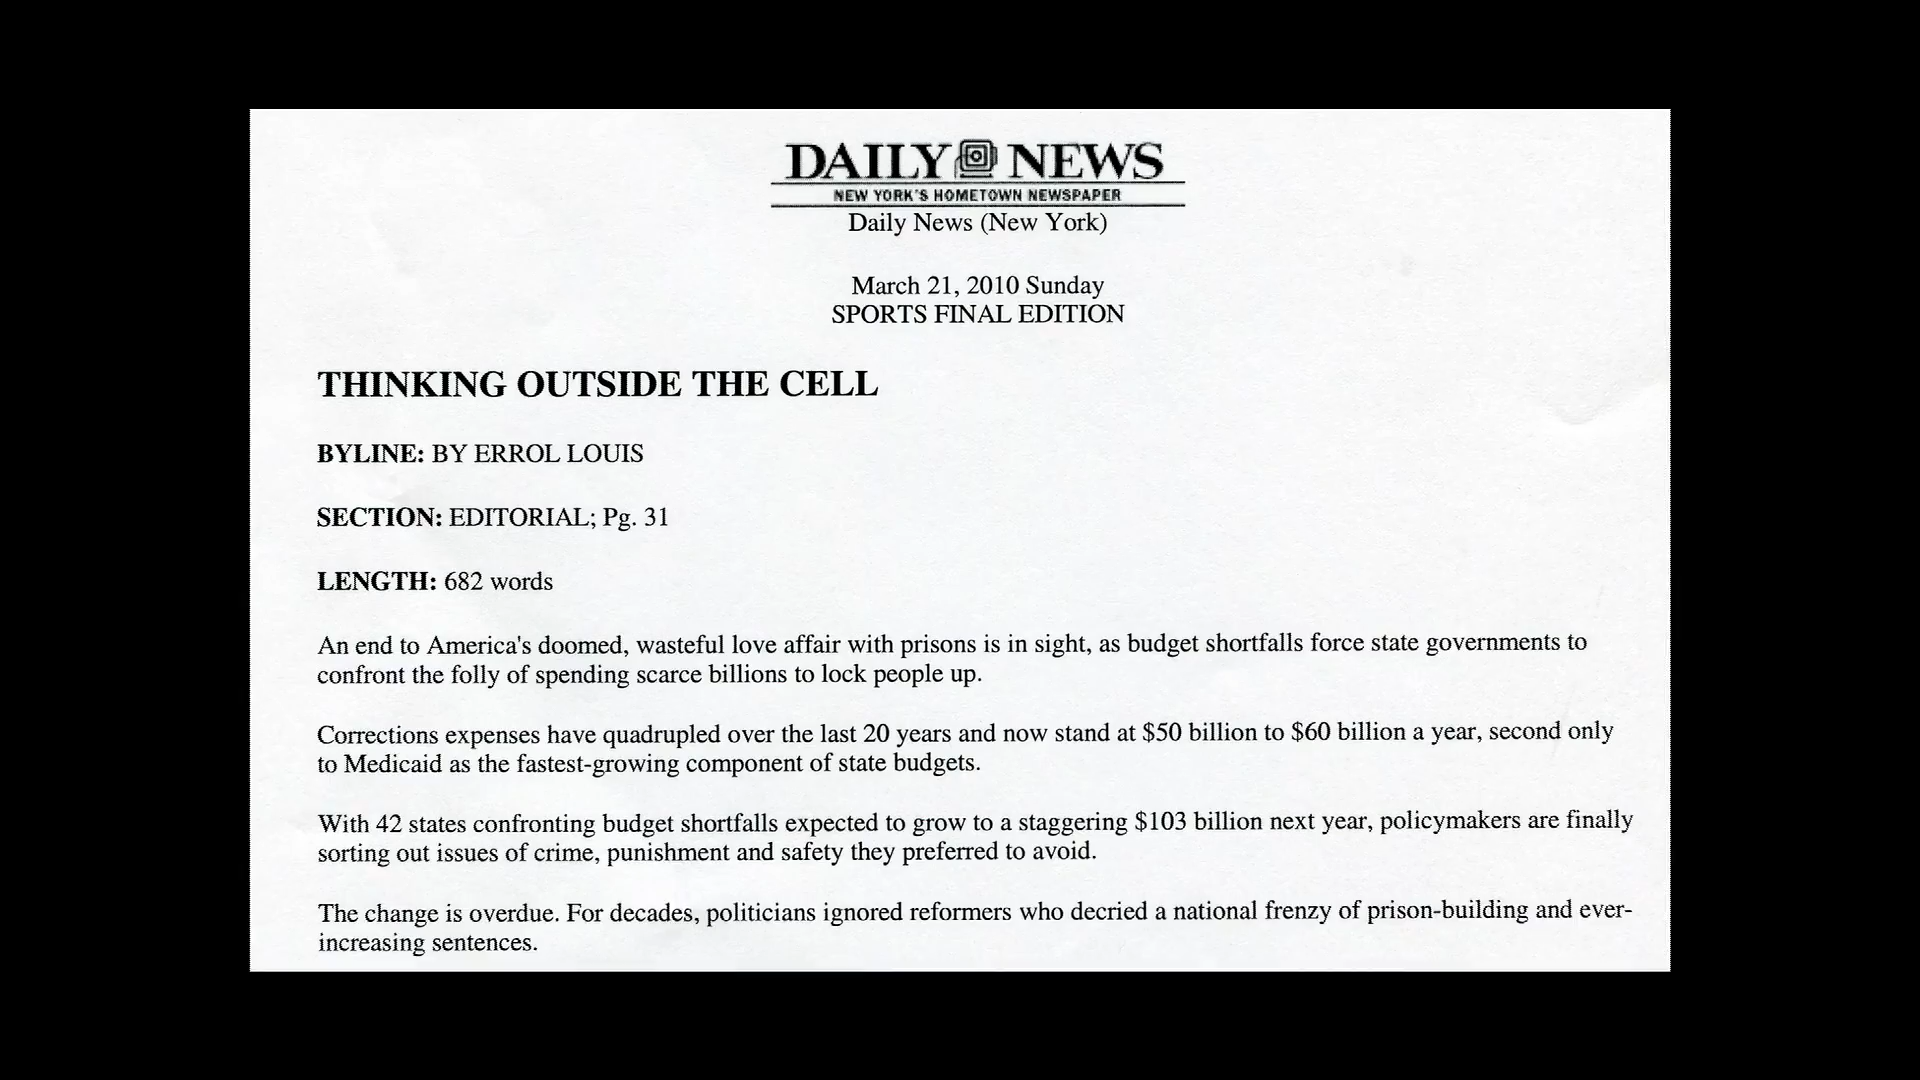 DAILY NEWS
NEW YORK'S HOMETOWN NEWSPAPER
Daily News (New York)
March 21, 2010 Sunday
SPORTS FINAL EDITION
THINKING OUTSIDE THE CELL
BYLINE: BY ERROL LOUIS
SECTION: EDITORIAL; Pg. 31
LENGTH: 682 words
An end to America's doomed, wasteful love affair with prisons is in sight, as budget shortfalls force state governments to
confront the folly of spending scarce billions to lock people up.
Corrections expenses have quadrupled over the last 20 years and now stand at $50 billion to $60 billion a year, second only
to Medicaid as the fastest-growing component of state budgets.
With 42 states confronting budget shortfalls expected to grow to a staggering $103 billion next year, policymakers are finally
sorting out issues of crime, punishment and safety they preferred to avoid.
The change is overdue. For decades, politicians ignored reformers who decried a national frenzy of prison-building and ever-
increasing sentences.